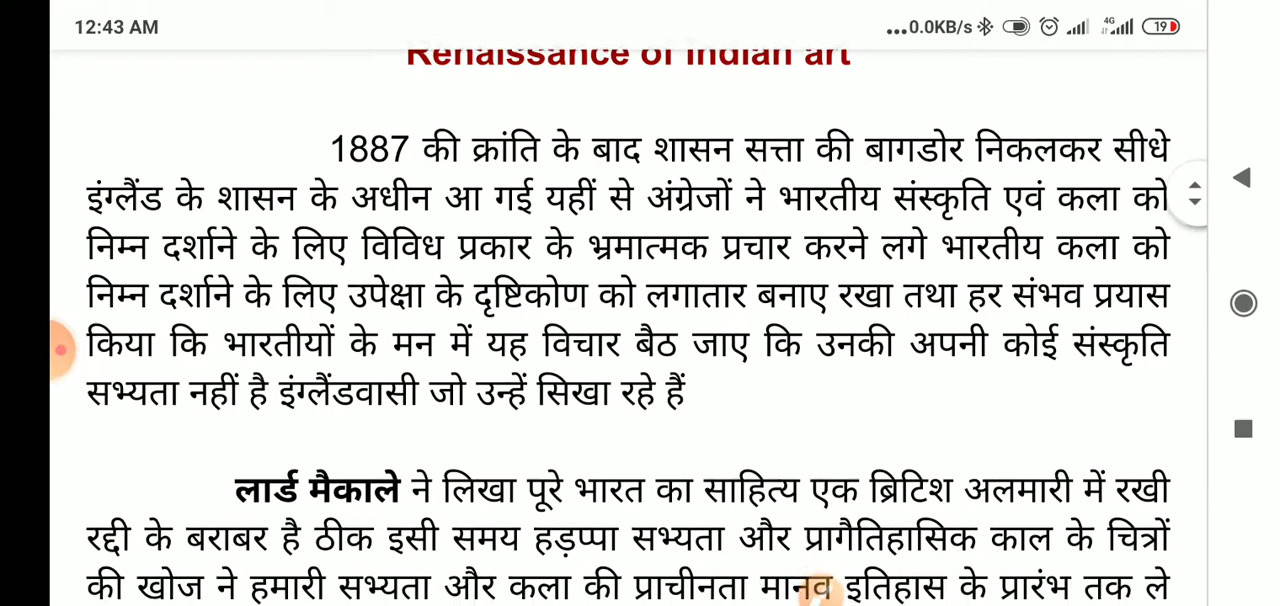 12:43 AM ...0.0KB/s 4G 19
Renaissance of Indian art
1887 की क्रांति के बाद शासन सत्ता की बागडोर निकलकर सीधे
इंग्लैंड के शासन के अधीन आ गई यहीं से अंग्रेजों ने भारतीय संस्कृति एवं कला को
निम्न दर्शाने के लिए विविध प्रकार के भ्रमात्मक प्रचार करने लगे भारतीय कला को
निम्न दर्शाने के लिए उपेक्षा के दृष्टिकोण को लगातार बनाए रखा तथा हर संभव प्रयास
किया कि भारतीयों के मन में यह विचार बैठ जाए कि उनकी अपनी कोई संस्कृति
सभ्यता नहीं है इंग्लैंडवासी जो उन्हें सिखा रहे हैं
लार्ड मैकाले ने लिखा पूरे भारत का साहित्य एक ब्रिटिश अलमारी में रखी
रद्दी के बराबर है ठीक इसी समय हड़प्पा सभ्यता और प्रागैतिहासिक काल के चित्रों
की खोज ने हमारी सभ्यता और कला की प्राचीनता मानव इतिहास के प्रारंभ तक ले